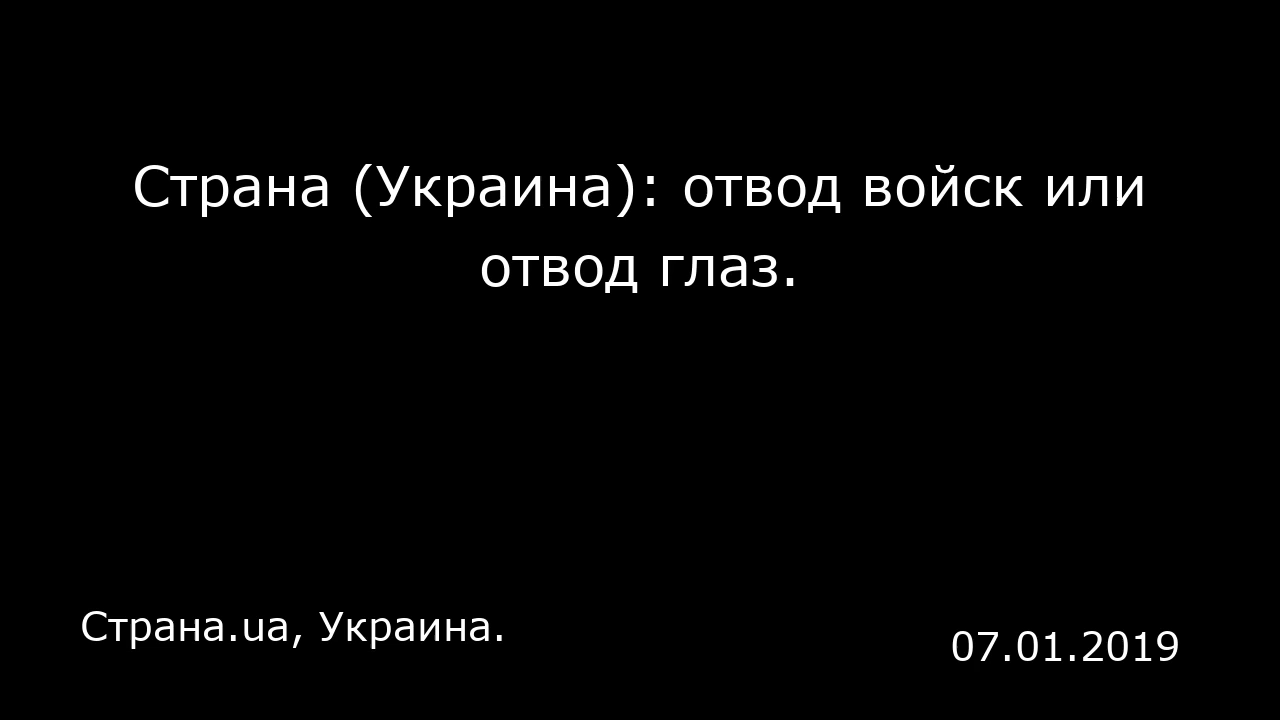 Страна (Украина): отвод войск или
отвод глаз.
Страна.ua, Украина.
07.01.2019